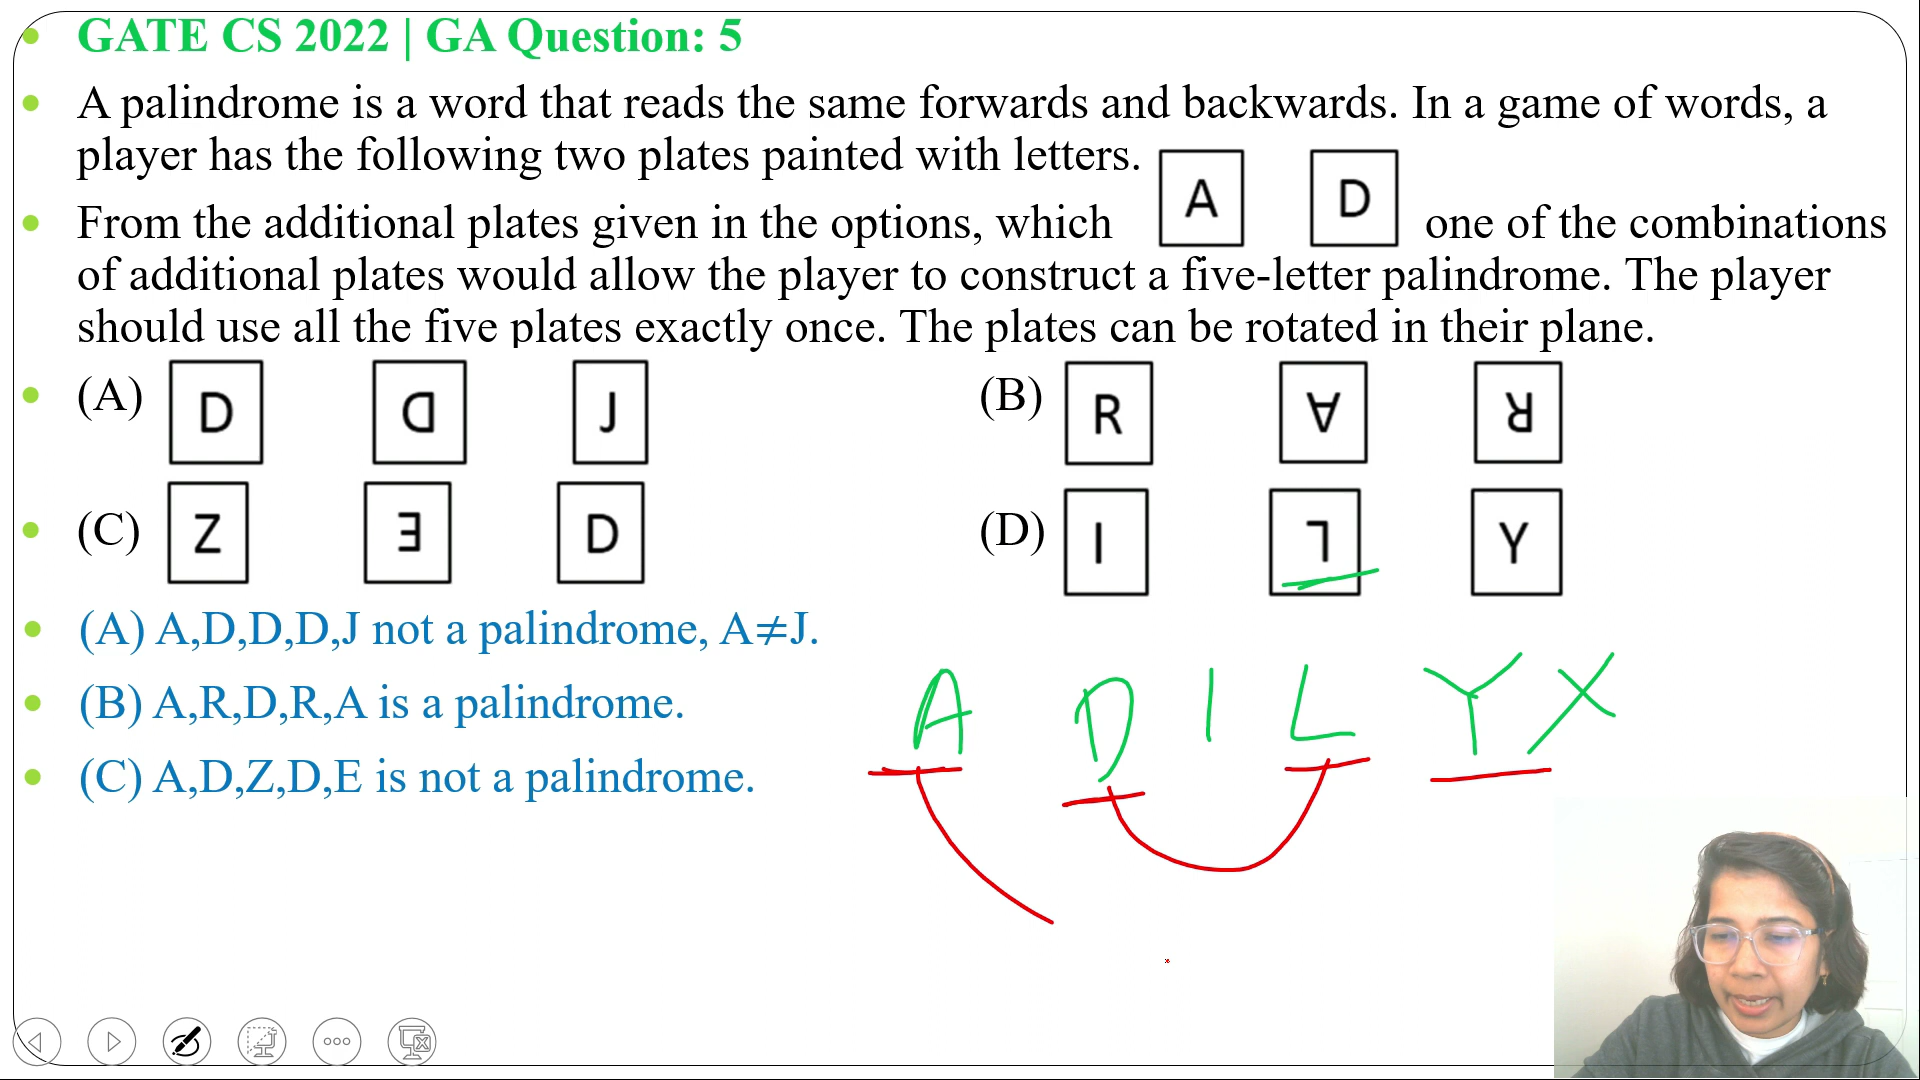 GATE CS 2022 | GA Question: 5
A palindrome is a word that reads the same forwards and backwards. In a game of words, a
player has the following two plates painted with letters.
A D
From the additional plates given in the options, which one of the combinations
of additional plates would allow the player to construct a five-letter palindrome. The player
should use all the five plates exactly once. The plates can be rotated in their plane.
(A) D D J
(B) R A R
(C) Z E D
(D) I L Y
(A) A,D,D,D,J not a palindrome, A≠J.
(B) A,R,D,R,A is a palindrome.
(C) A,D,Z,D,E is not a palindrome.
A D I L Y X